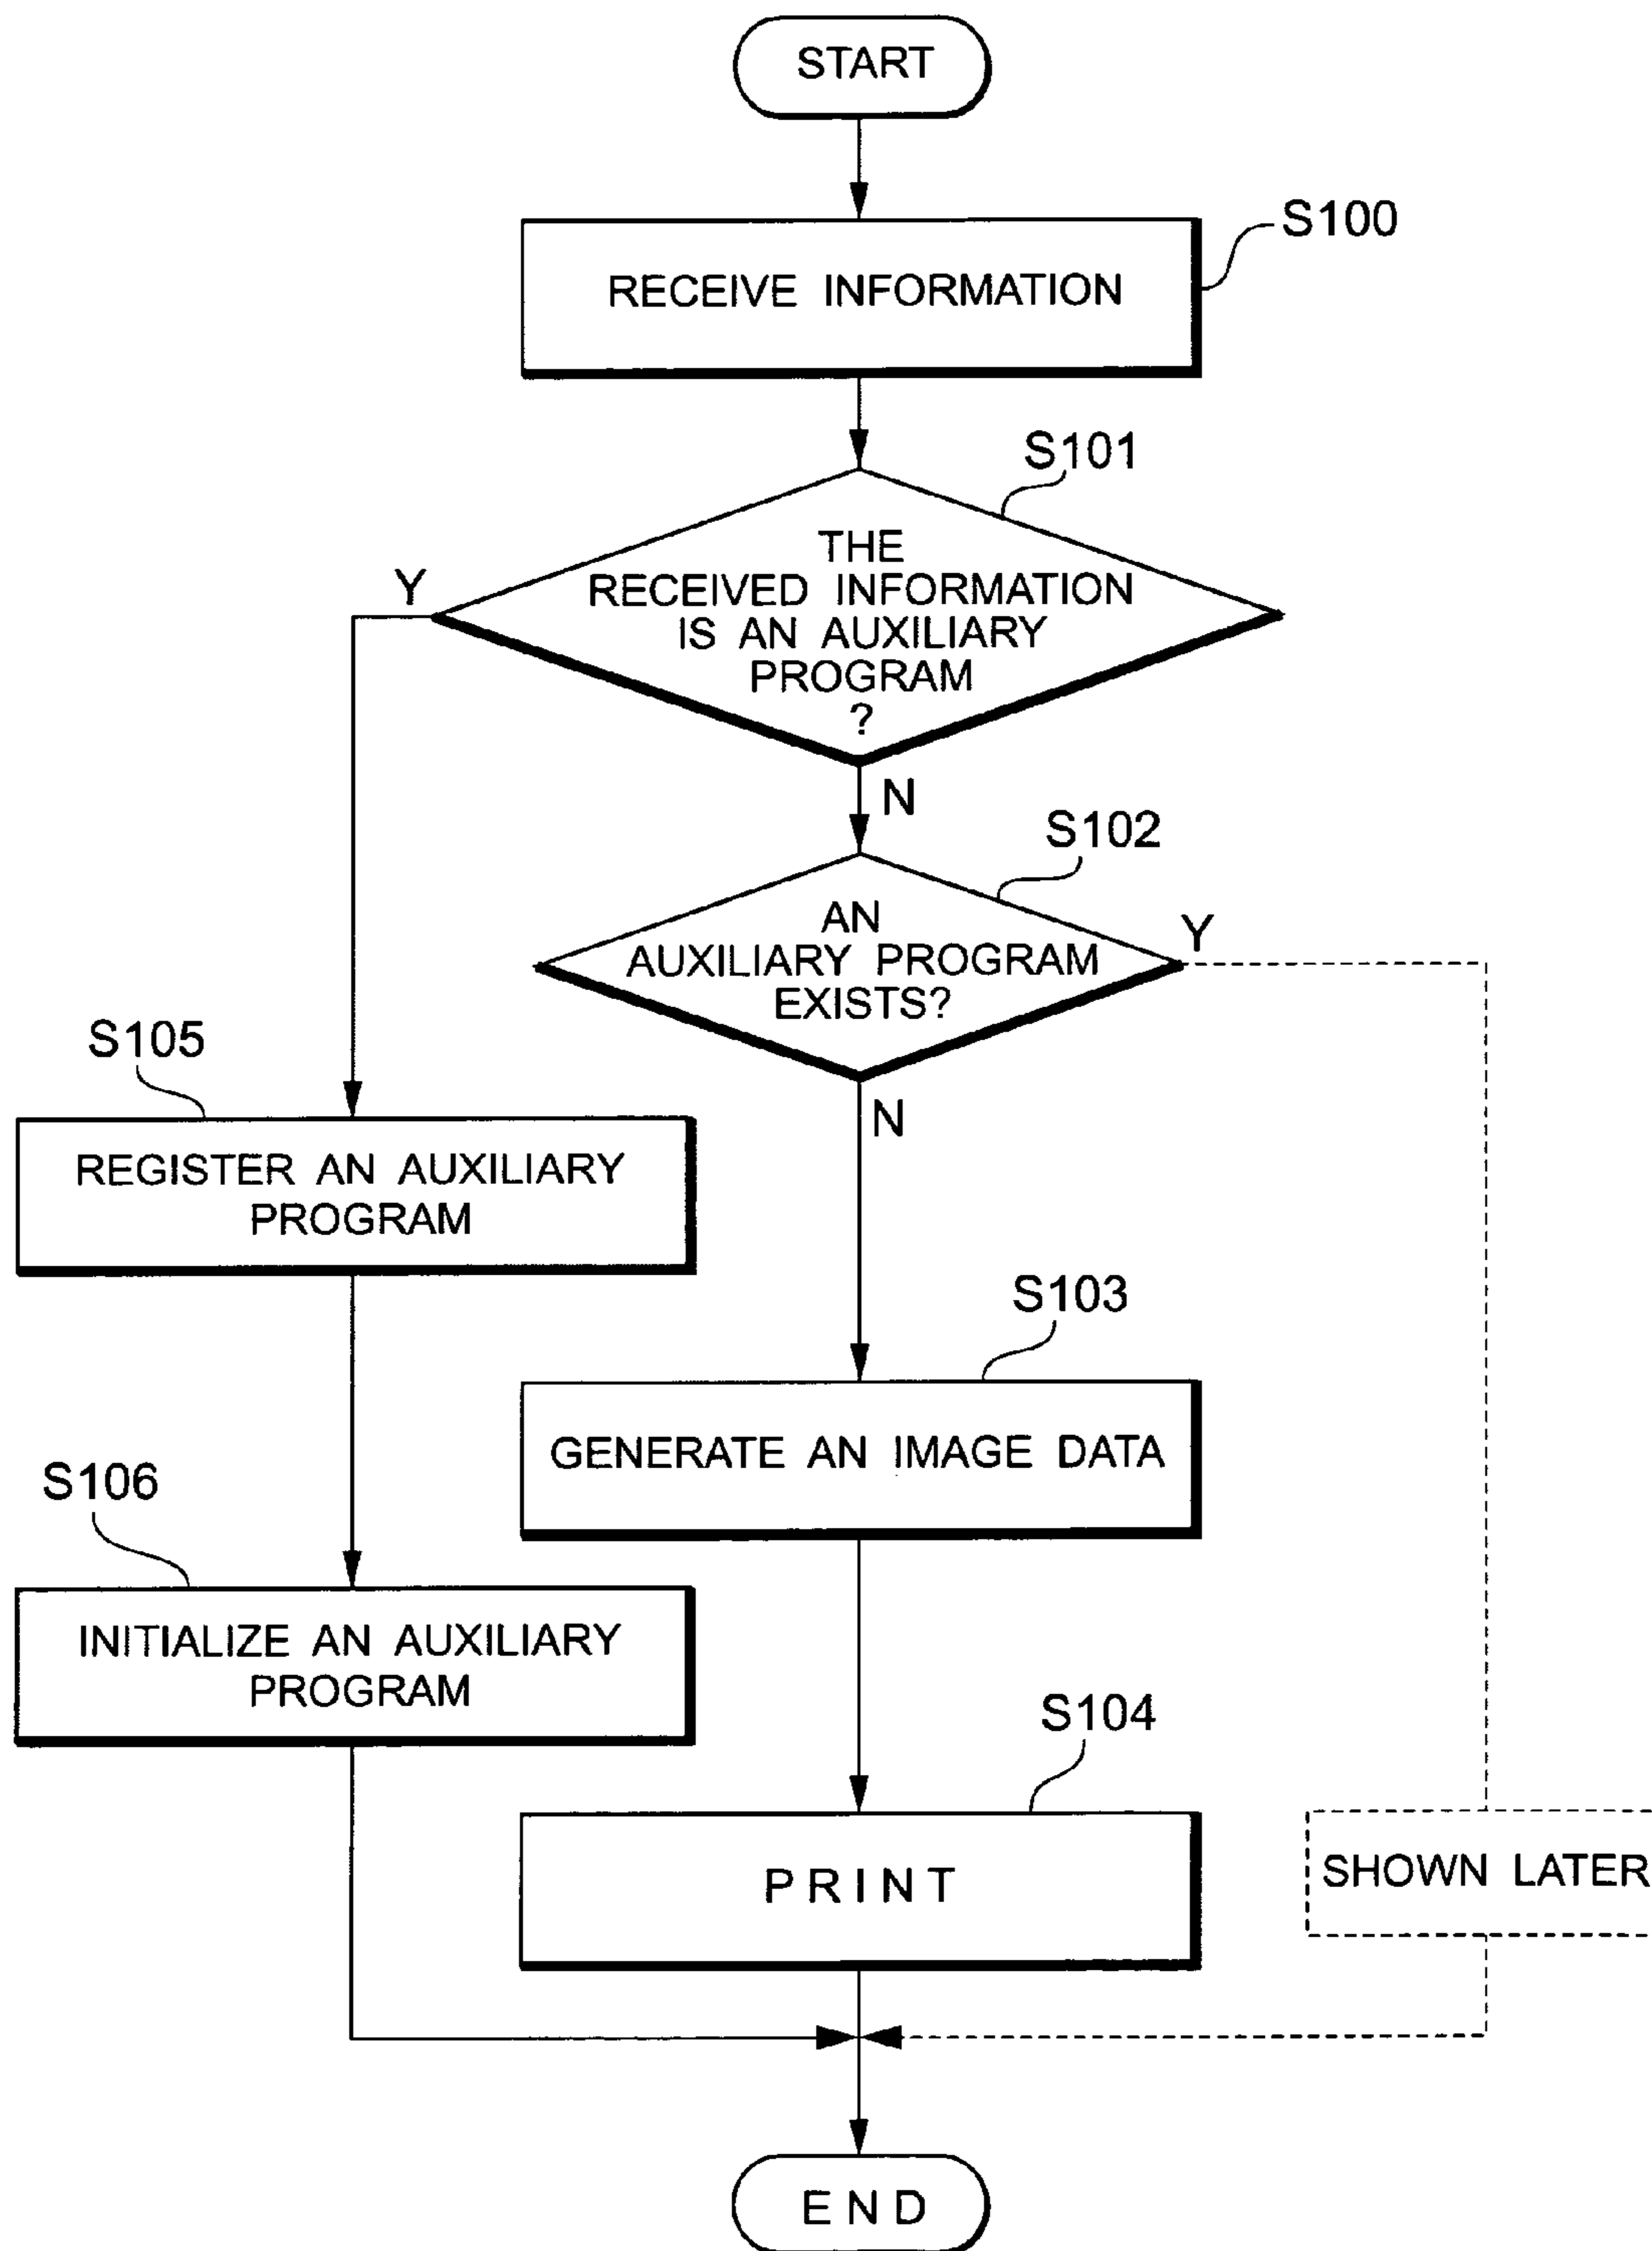 START
RECEIVE INFORMATION
S100
S101
THE
RECEIVED INFORMATION
IS AN AUXILIARY
PROGRAM
?
Y
N
S102
AN
AUXILIARY PROGRAM
EXISTS?
Y
N
S105
REGISTER AN AUXILIARY
PROGRAM
S103
GENERATE AN IMAGE DATA
S106
INITIALIZE AN AUXILIARY
PROGRAM
S104
PRINT
SHOWN LATER
END